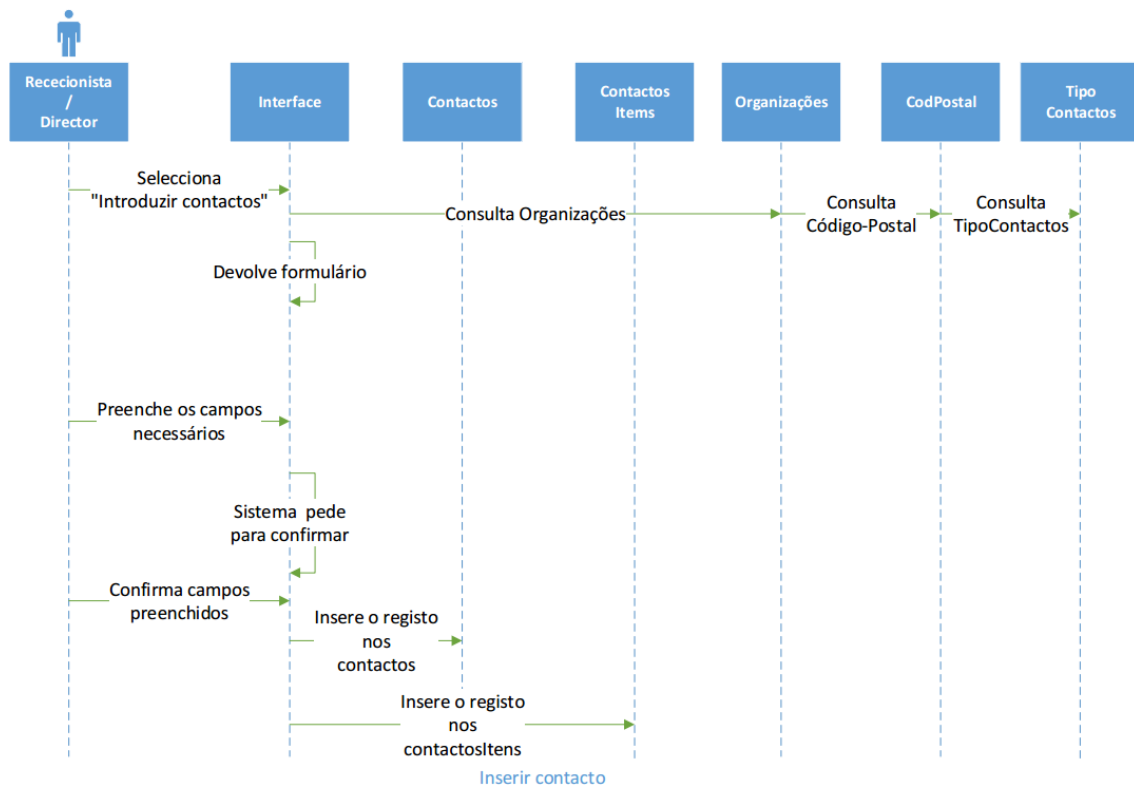 Rececionista
/
Director
Interface
Contactos
Contactos
Items
Organizações
CodPostal
Tipo
Contactos
Selecciona
"Introduzir contactos"
Consulta Organizações
Consulta
Código-Postal
Consulta
TipoContactos
Devolve formulário
Preenche os campos
necessários
Sistema pede
para confirmar
Confirma campos
preenchidos
Insere o registo
nos
contactos
Insere o registo
nos
contactosItens
Inserir contacto